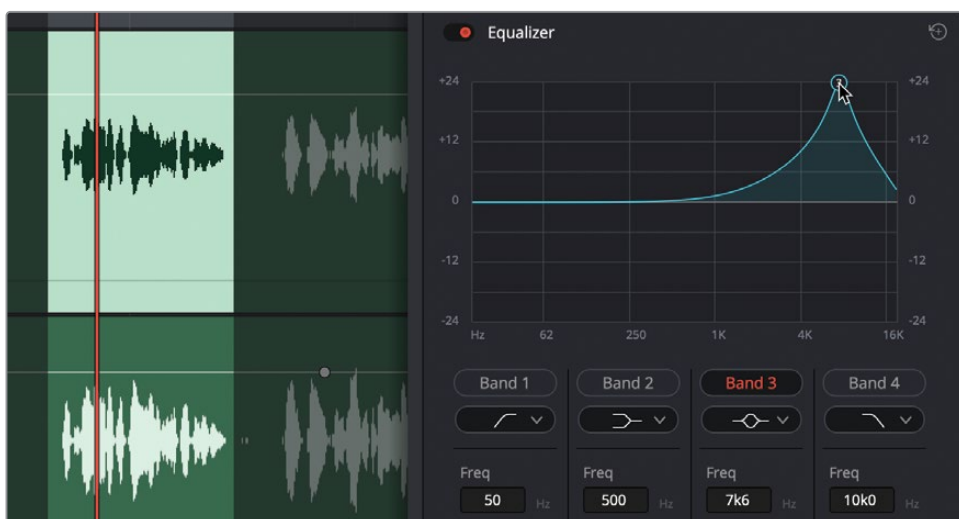 Equalizer
+24 +24
+12 +12
0 0
-12 -12
-24 -24
Hz 62 250 1K 4K 16K
Band 1 Band 2 Band 3 Band 4
Freq Freq Freq Freq
50 Hz 500 Hz 7k6 Hz 10k0 Hz